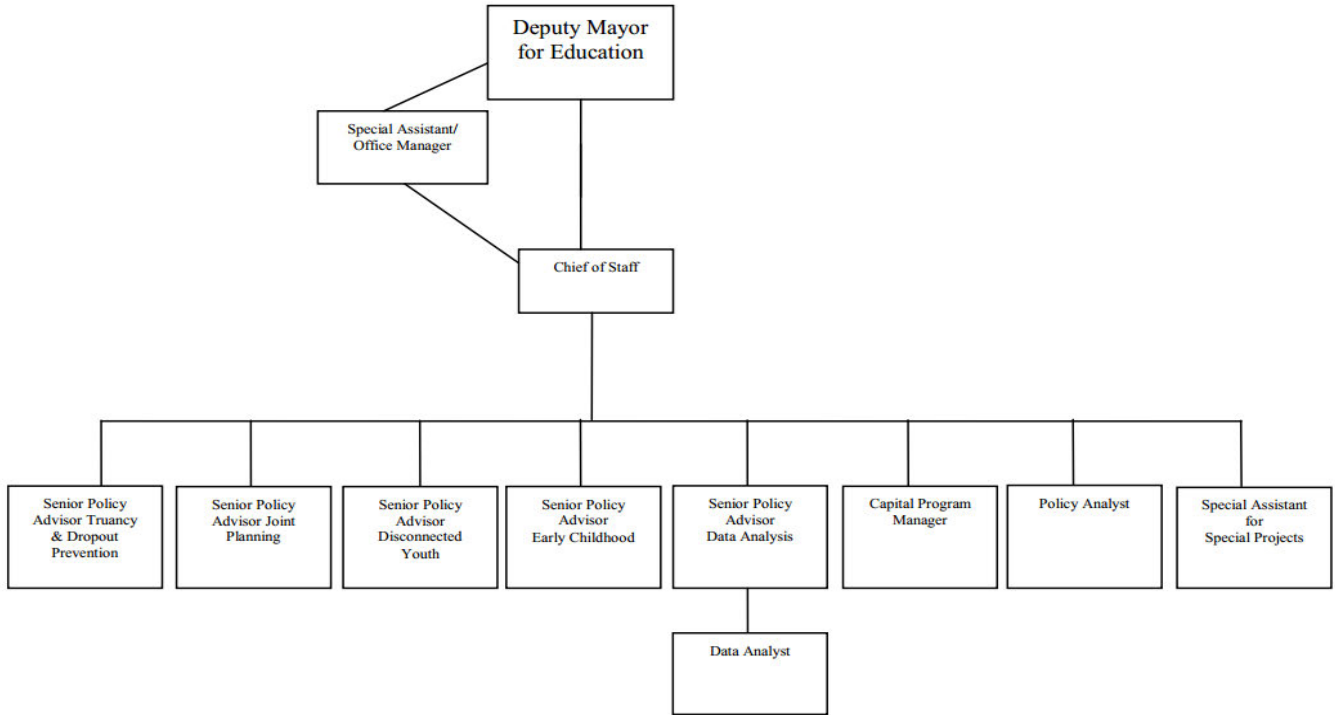 Deputy Mayor
for Education
Special Assistant/
Office Manager
Chief of Staff
Senior Policy
Advisor Truancy
& Dropout
Prevention
Senior Policy
Advisor Joint
Planning
Senior Policy
Advisor
Disconnected
Youth
Senior Policy
Advisor
Early Childhood
Senior Policy
Advisor
Data Analysis
Capital Program
Manager
Policy Analyst
Special Assistant
for
Special Projects
Data Analyst